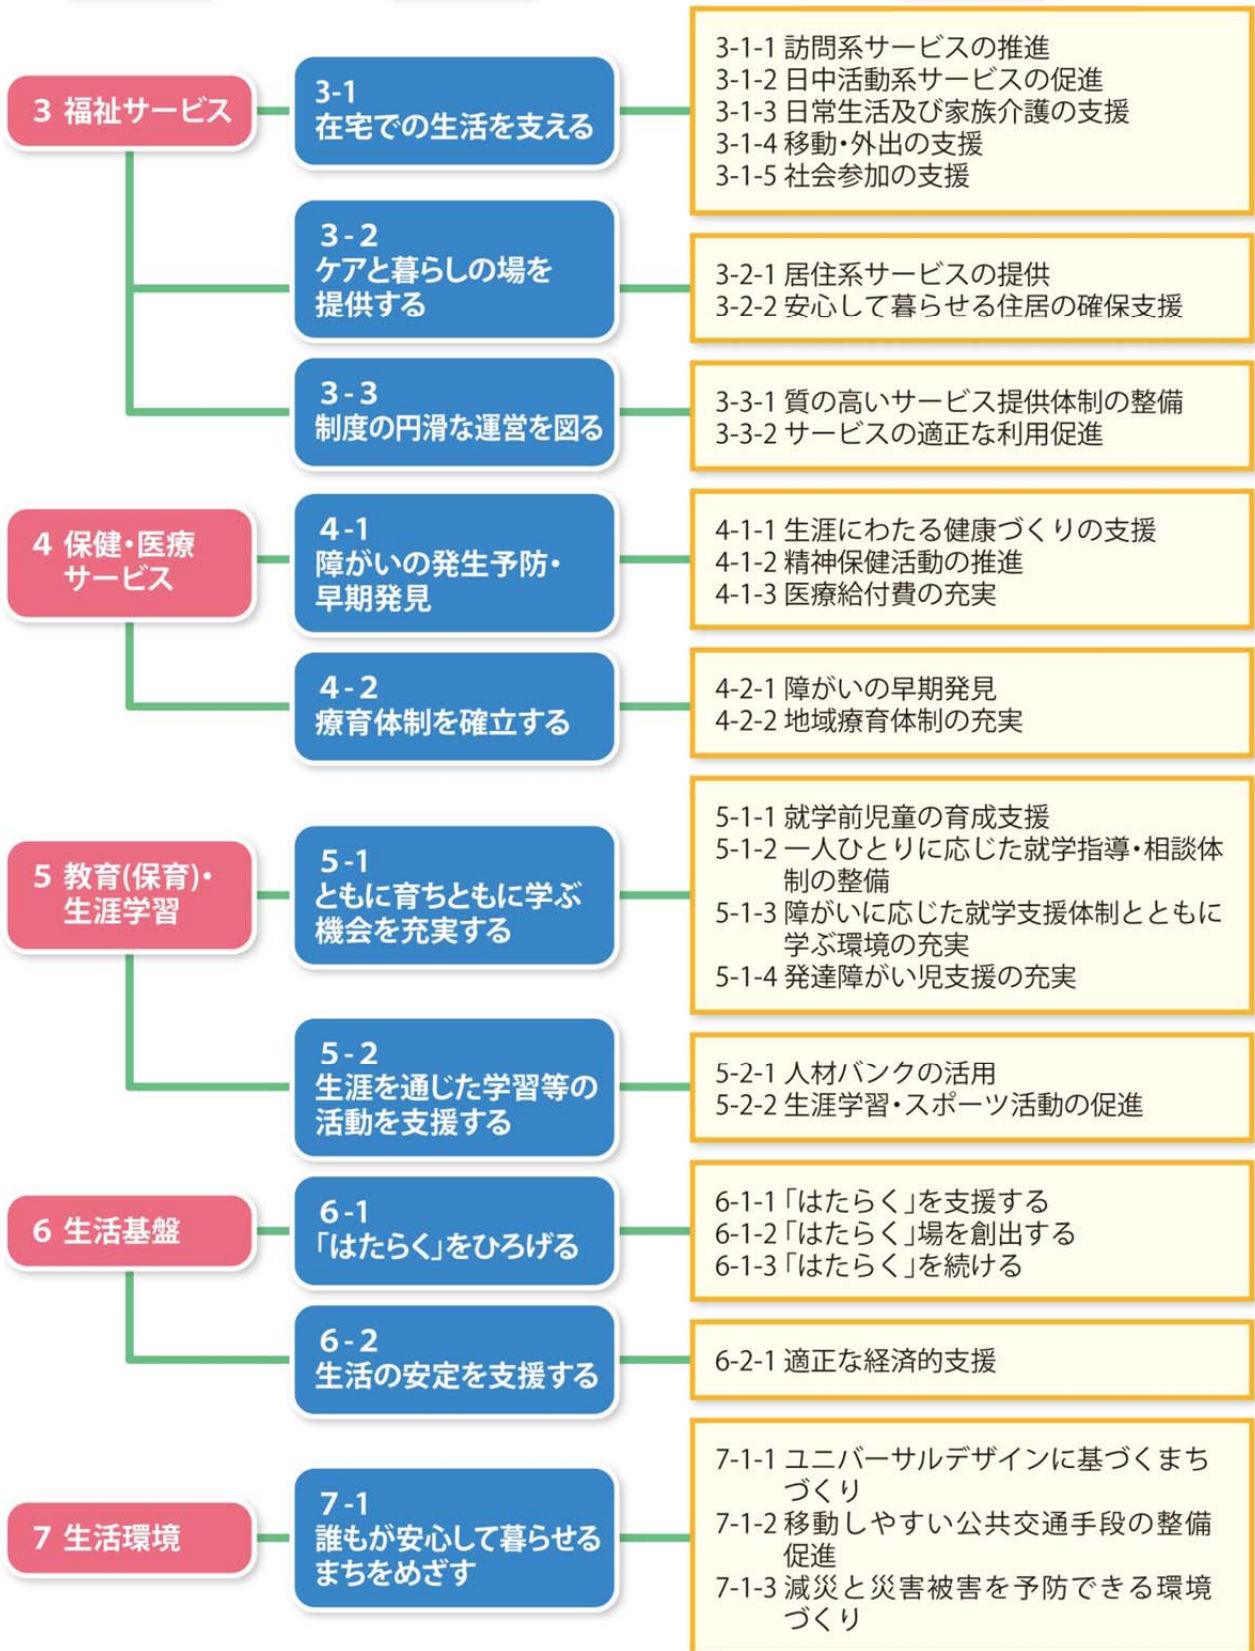 3 福祉サービス
3-1
在宅での生活を支える
3-1-1 訪問系サービスの推進
3-1-2 日中活動系サービスの促進
3-1-3 日常生活及び家族介護の支援
3-1-4 移動・外出の支援
3-1-5 社会参加の支援
3-2
ケアと暮らしの場を
提供する
3-2-1 居住系サービスの提供
3-2-2 安心して暮らせる住居の確保支援
3-3
制度の円滑な運営を図る
3-3-1 質の高いサービス提供体制の整備
3-3-2 サービスの適正な利用促進
4 保健・医療
サービス
4-1
障がいの発生予防・
早期発見
4-1-1 生涯にわたる健康づくりの支援
4-1-2 精神保健活動の推進
4-1-3 医療給付費の充実
4-2
療育体制を確立する
4-2-1 障がいの早期発見
4-2-2 地域療育体制の充実
5 教育(保育)・
生涯学習
5-1
ともに育ちともに学ぶ
機会を充実する
5-1-1 就学前児童の育成支援
5-1-2 一人ひとりに応じた就学指導・相談体
制の整備
5-1-3 障がいに応じた就学支援体制とともに
学ぶ環境の充実
5-1-4 発達障がい児支援の充実
5-2
生涯を通じた学習等の
活動を支援する
5-2-1 人材バンクの活用
5-2-2 生涯学習・スポーツ活動の促進
6 生活基盤
6-1
「はたらく」をひろげる
6-1-1 「はたらく」を支援する
6-1-2 「はたらく」場を創出する
6-1-3 「はたらく」を続ける
6-2
生活の安定を支援する
6-2-1 適正な経済的支援
7 生活環境
7-1
誰もが安心して暮らせる
まちをめざす
7-1-1 ユニバーサルデザインに基づくまち
づくり
7-1-2 移動しやすい公共交通手段の整備
促進
7-1-3 減災と災害被害を予防できる環境
づくり